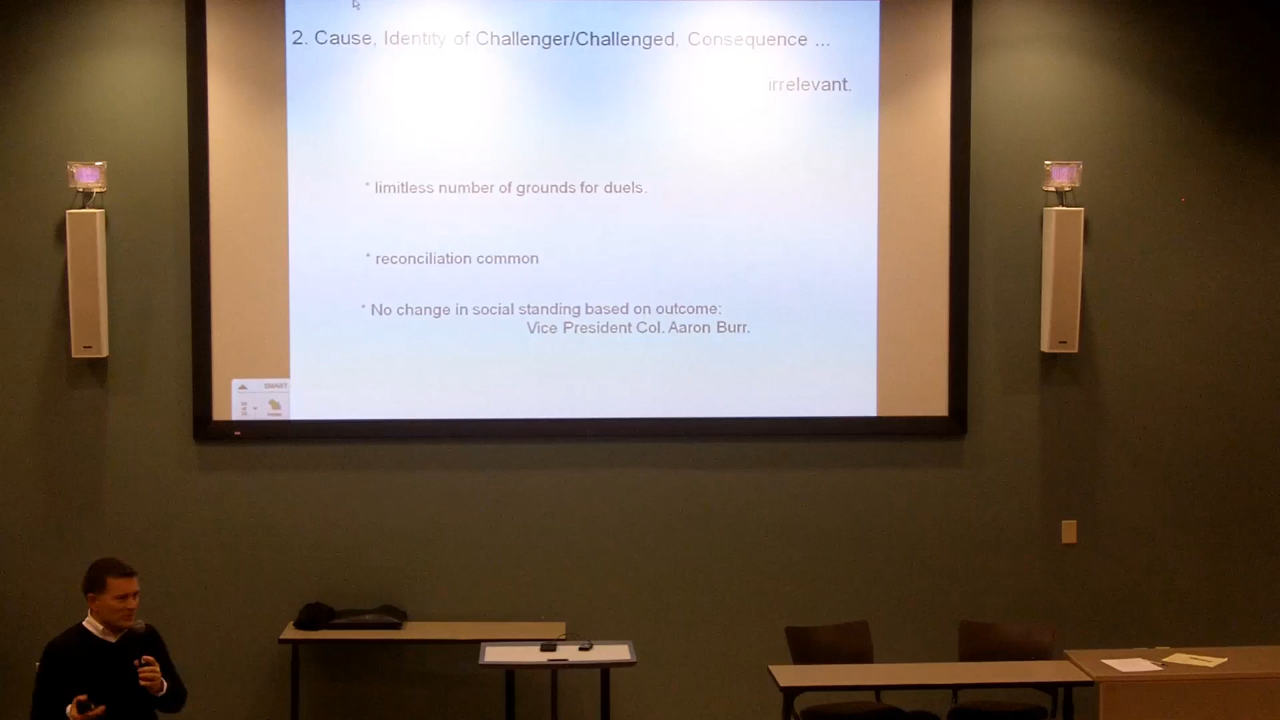 2. Cause, Identity of Challenger/Challenged, Consequence ...
irrelevant.
* limitless number of grounds for duels.
* reconciliation common
* No change in social standing based on outcome:
Vice President Col. Aaron Burr.
SMART